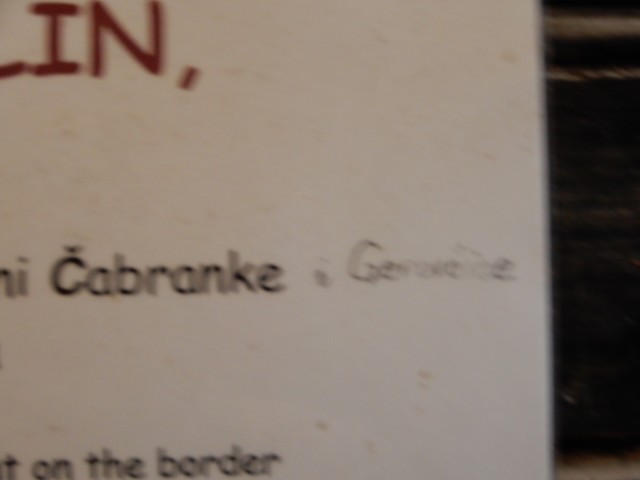 LIN,
ni Čabranke i
t on the border